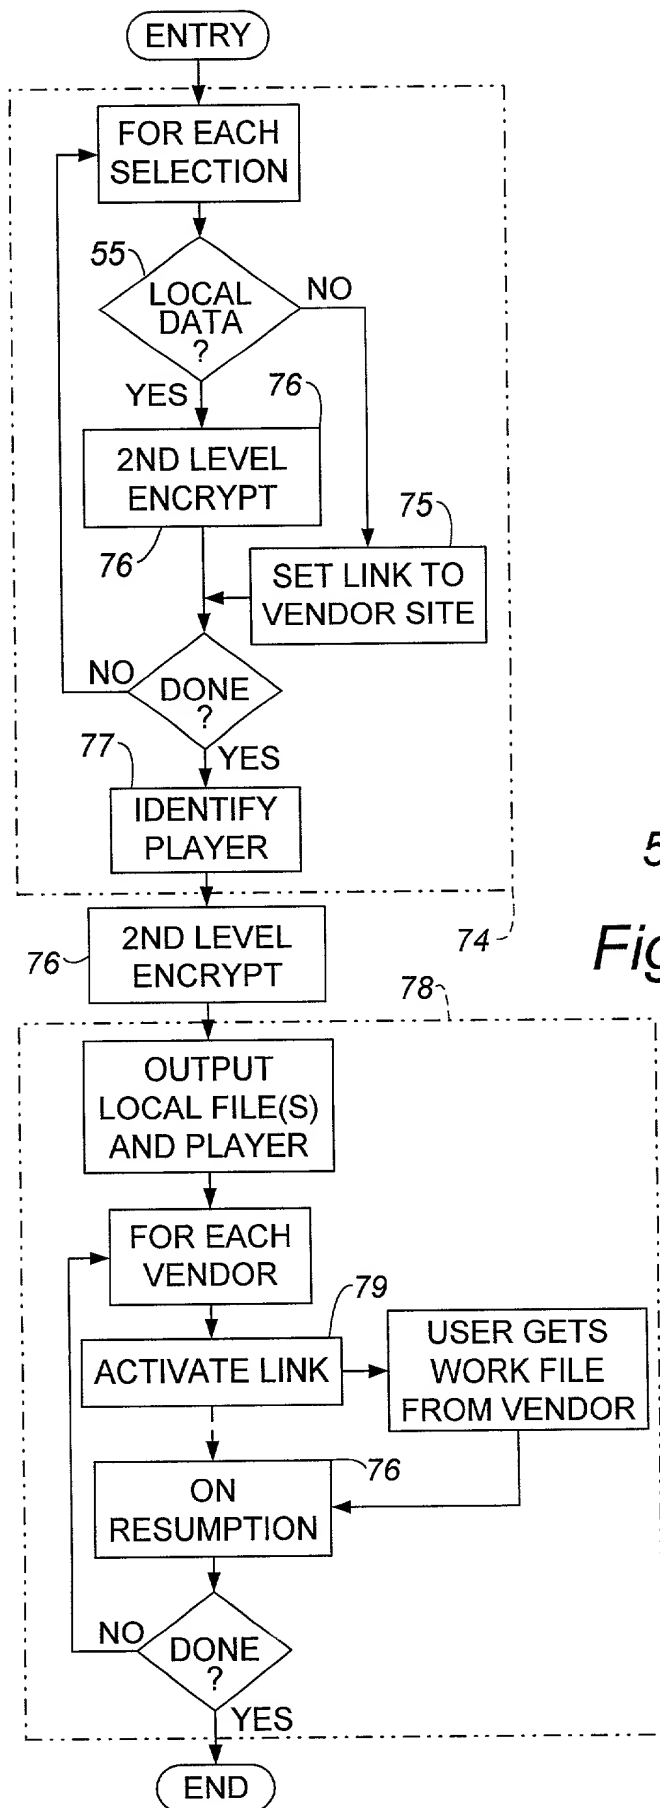 ENTRY
FOR EACH
SELECTION
55
LOCAL
DATA
?
NO
YES
76
2ND LEVEL
ENCRYPT
76
75
SET LINK TO
VENDOR SITE
NO
DONE
?
YES
77
IDENTIFY
PLAYER
74
76
2ND LEVEL
ENCRYPT
5
Fig
78
OUTPUT
LOCAL FILE(S)
AND PLAYER
FOR EACH
VENDOR
79
ACTIVATE LINK
USER GETS
WORK FILE
FROM VENDOR
76
ON
RESUMPTION
NO
DONE
?
YES
END